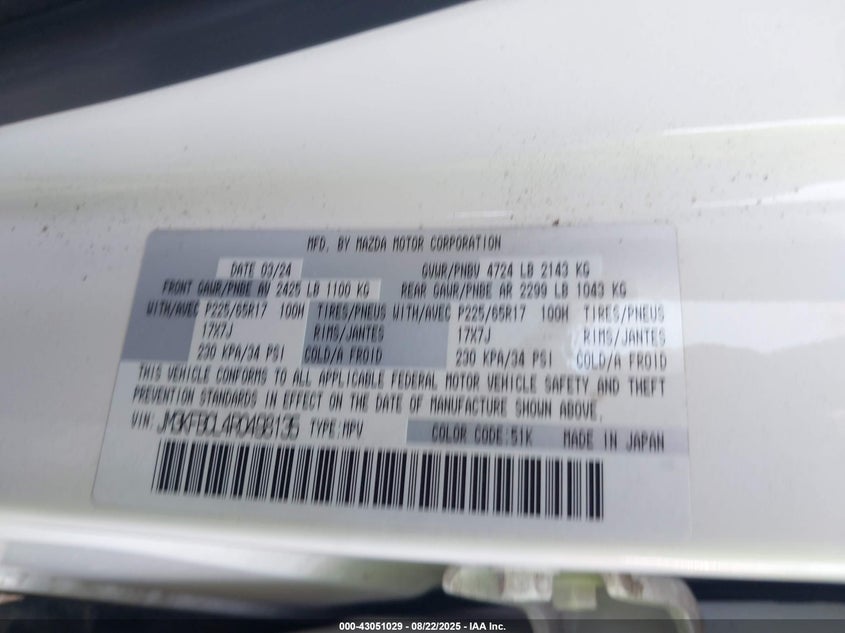 MFD. BY MAZDA MOTOR CORPORATION
DATE 03/24 GVWR/PNBV 4724 LB 2143 KG
FRONT GAWR/PNBE AV 2425 LB 1100 KG REAR GAWR/PNBE AR 2299 LB 1043 KG
WITH/AVEC P225/65R17 100H TIRES/PNEUS WITH/AVEC P225/65R17 100H TIRES/PNEUS
17X7J RIMS/JANTES 17X7J RIMS/JANTES
230 KPA/34 PSI COLD/A FROID 230 KPA/34 PSI COLD/A FROID
THIS VEHICLE CONFORMS TO ALL APPLICABLE FEDERAL MOTOR VEHICLE SAFETY AND THEFT
PREVENTION STANDARDS IN EFFECT ON THE DATE OF MANUFACTURE SHOWN ABOVE.
VIN: JM3KFBCL4R0498135 TYPE:MPV COLOR CODE:51K MADE IN JAPAN
000-43051029 - 08/22/2025 - IAA Inc.